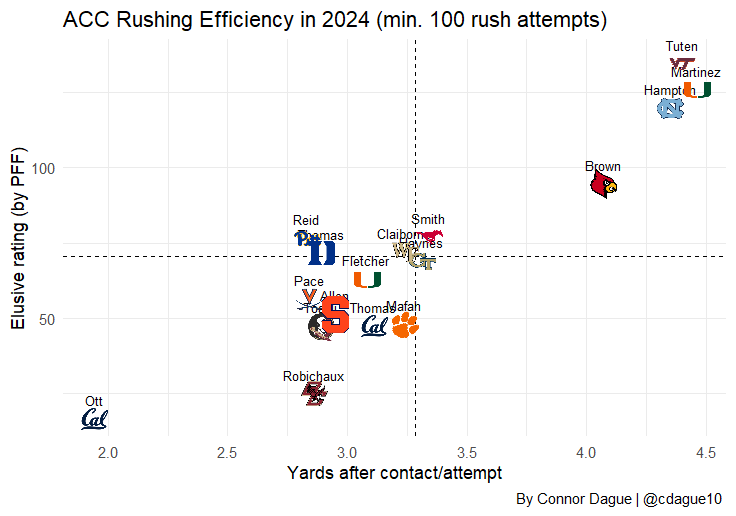 ACC Rushing Efficiency in 2024 (min. 100 rush attempts)
Tuten
Martinez
Hampton
Brown
Smith
Reid
Thomas
Claiborne
Haynes
Fletcher
Pace
Allen
Thomas
Mafah
Cal
Robichaux
Ott
Cal
100
50
Elusive rating (by PFF)
2.0
2.5
3.0
3.5
4.0
4.5
Yards after contact/attempt
By Connor Dague | @cdague10